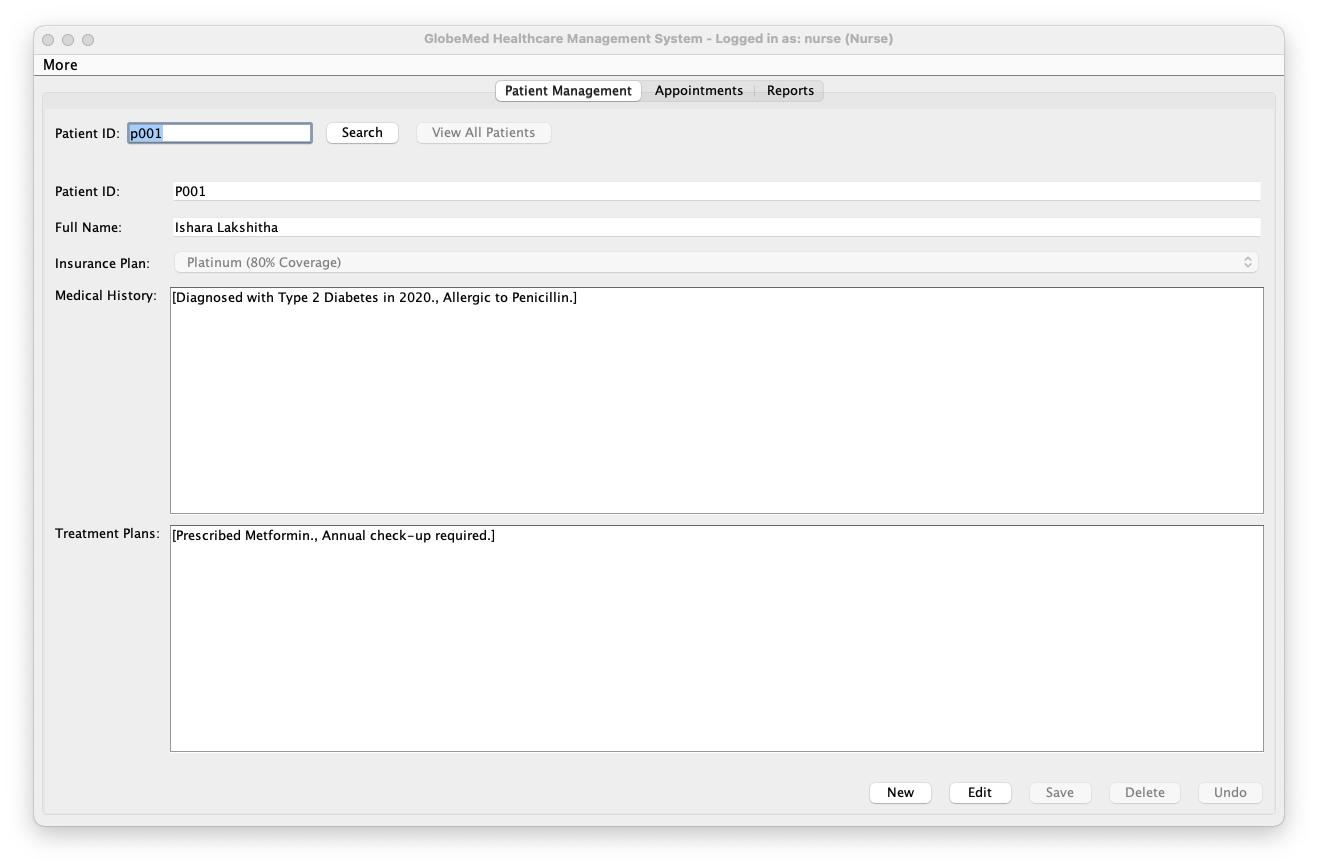 GlobeMed Healthcare Management System - Logged in as: nurse (Nurse)
More
Patient Management Appointments Reports
Patient ID: p001 Search View All Patients
Patient ID: P001
Full Name: Ishara Lakshitha
Insurance Plan: Platinum (80% Coverage)
Medical History: [Diagnosed with Type 2 Diabetes in 2020., Allergic to Penicillin.]
Treatment Plans: [Prescribed Metformin., Annual check-up required.]
New Edit Save Delete Undo